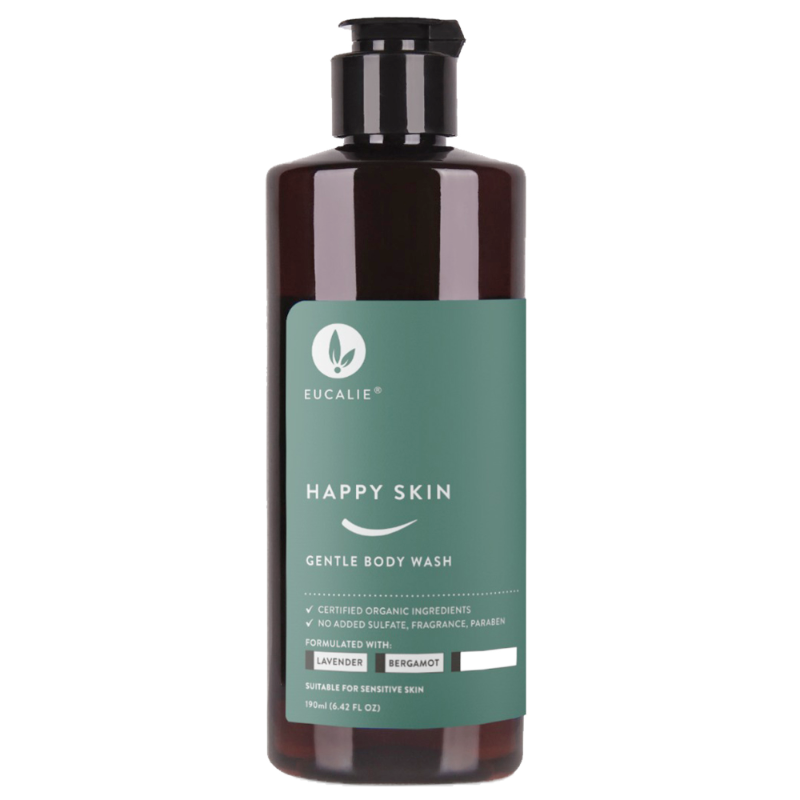 EUCALIE®
HAPPY SKIN
GENTLE BODY WASH
✓ CERTIFIED ORGANIC INGREDIENTS
✓ NO ADDED SULFATE, FRAGRANCE, PARABEN
FORMULATED WITH:
LAVENDER BERGAMOT
SUITABLE FOR SENSITIVE SKIN
190ml (6.42 FL OZ)